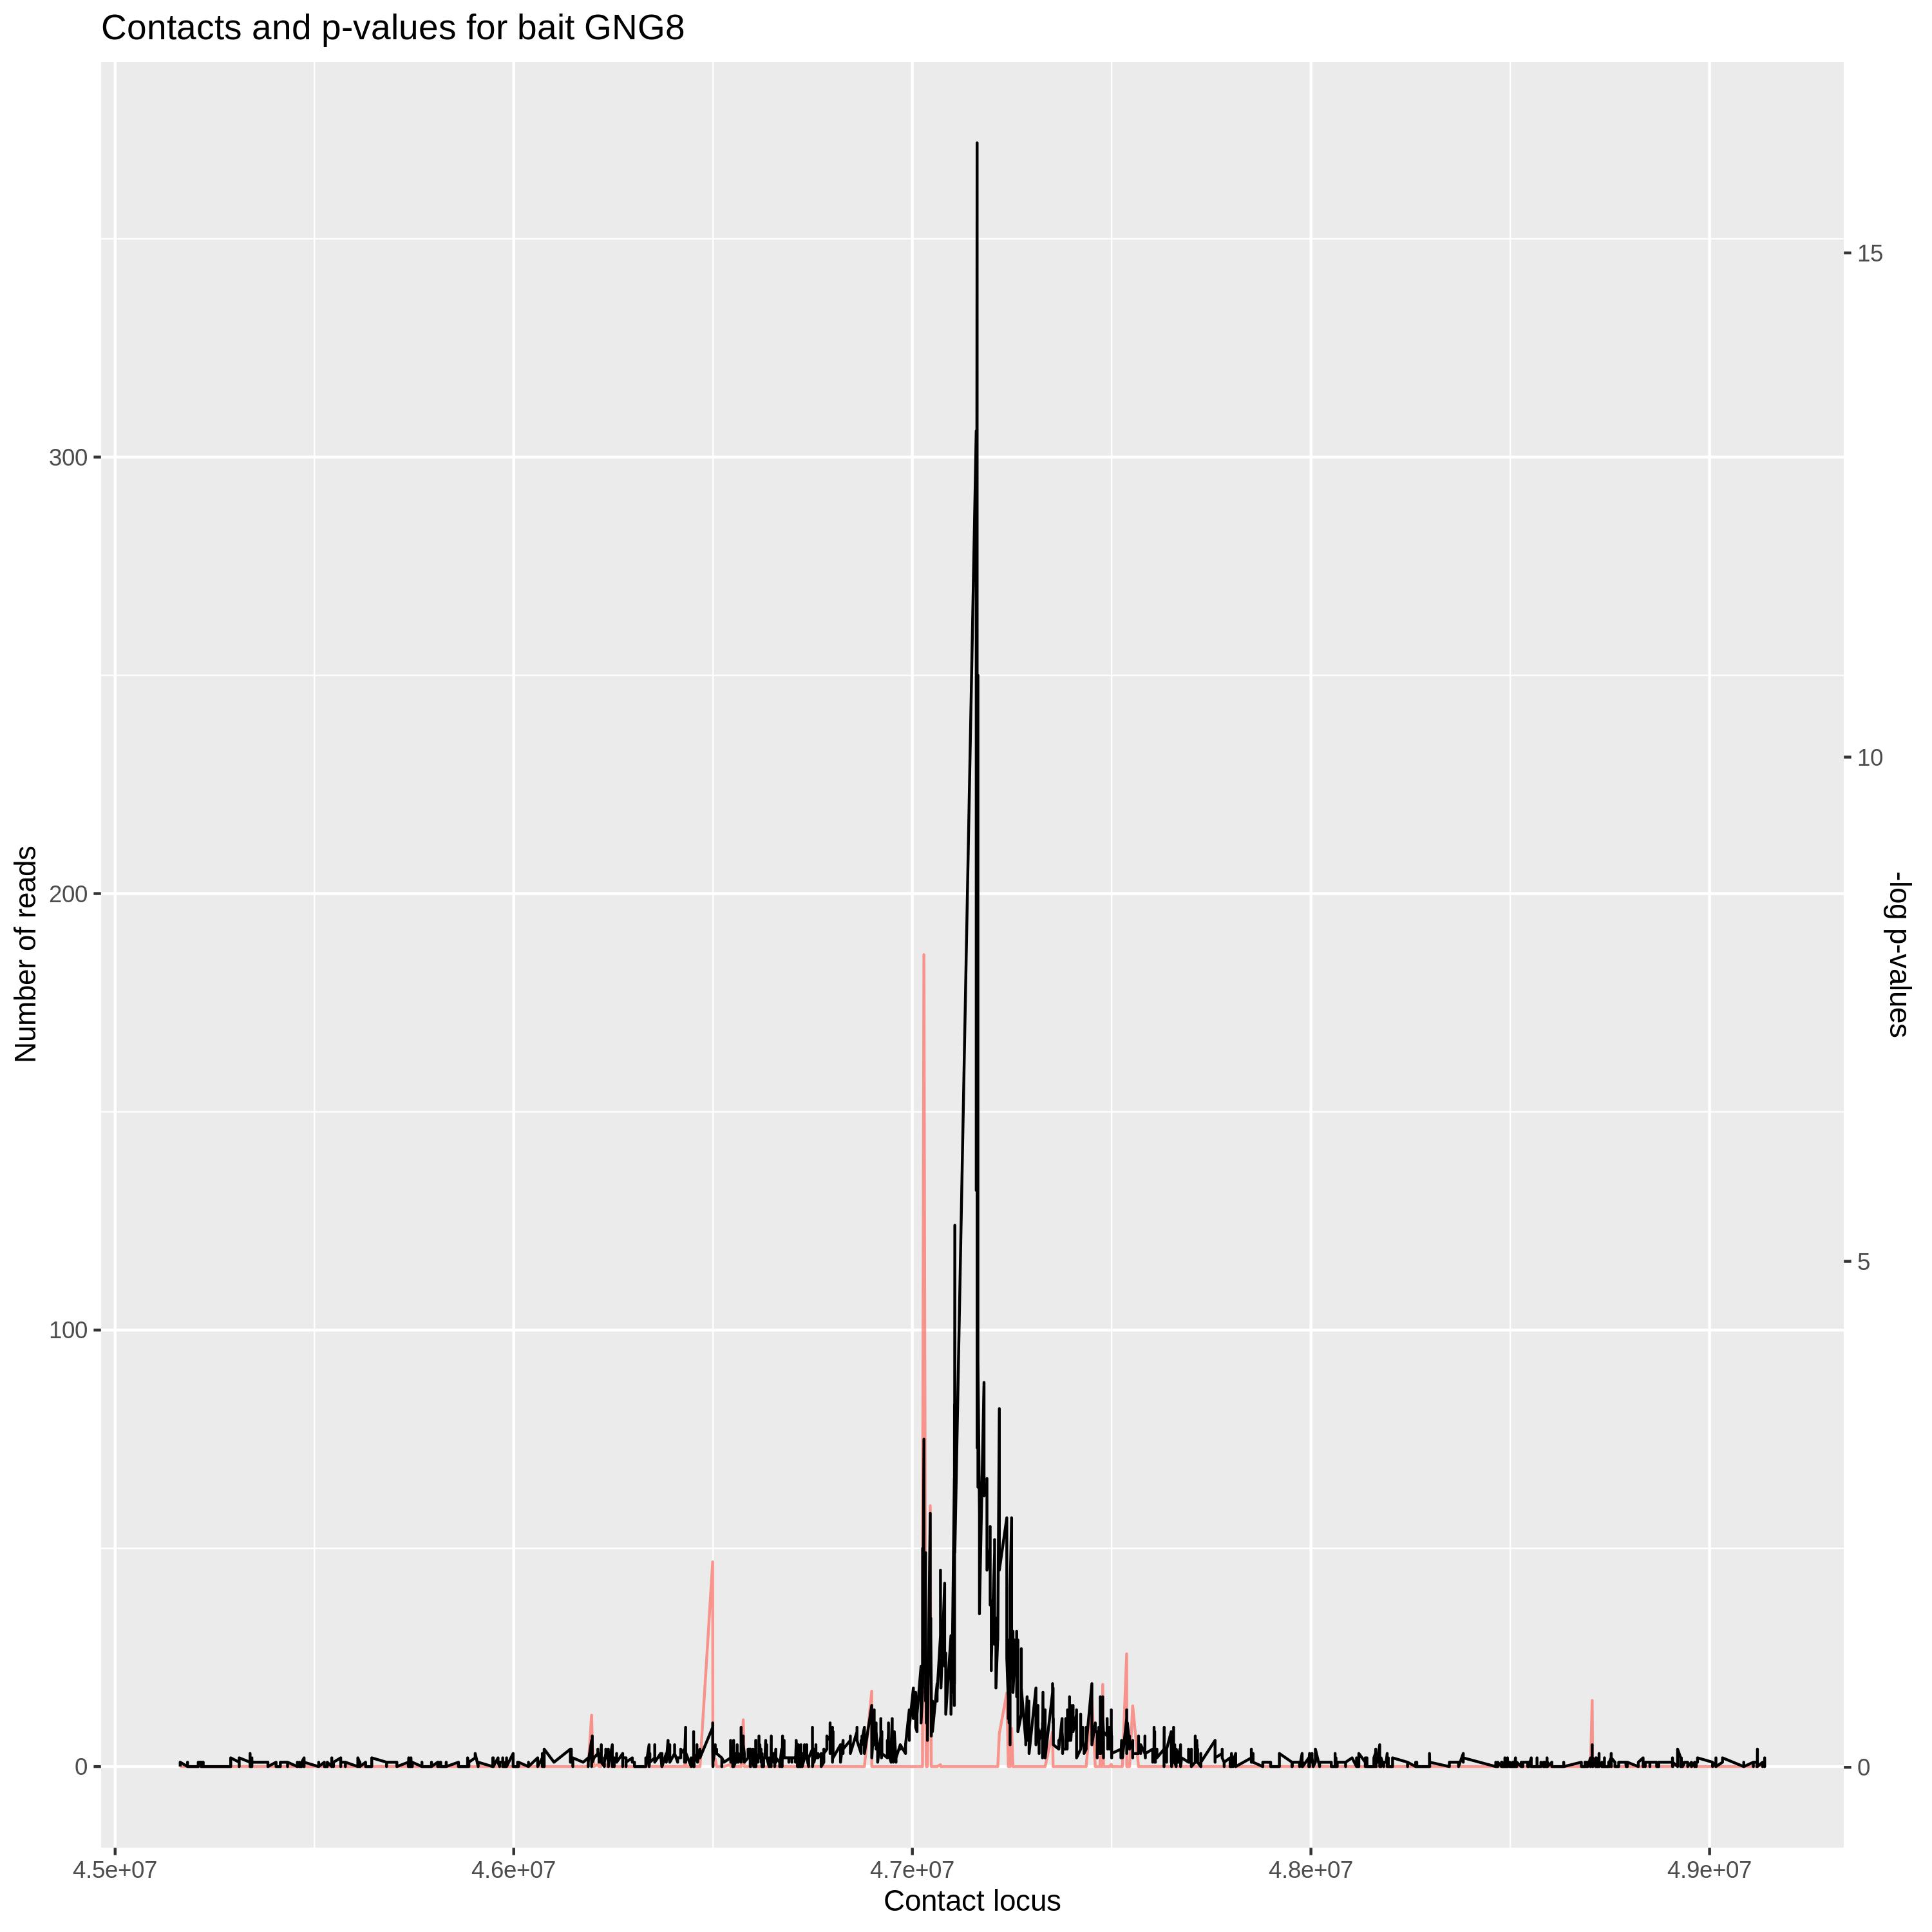 Contacts and p-values for bait GNG8
Number of reads
300
200
100
0
15
10
5
0
-log p-values
4.5e+07
4.6e+07
4.7e+07
4.8e+07
4.9e+07
Contact locus